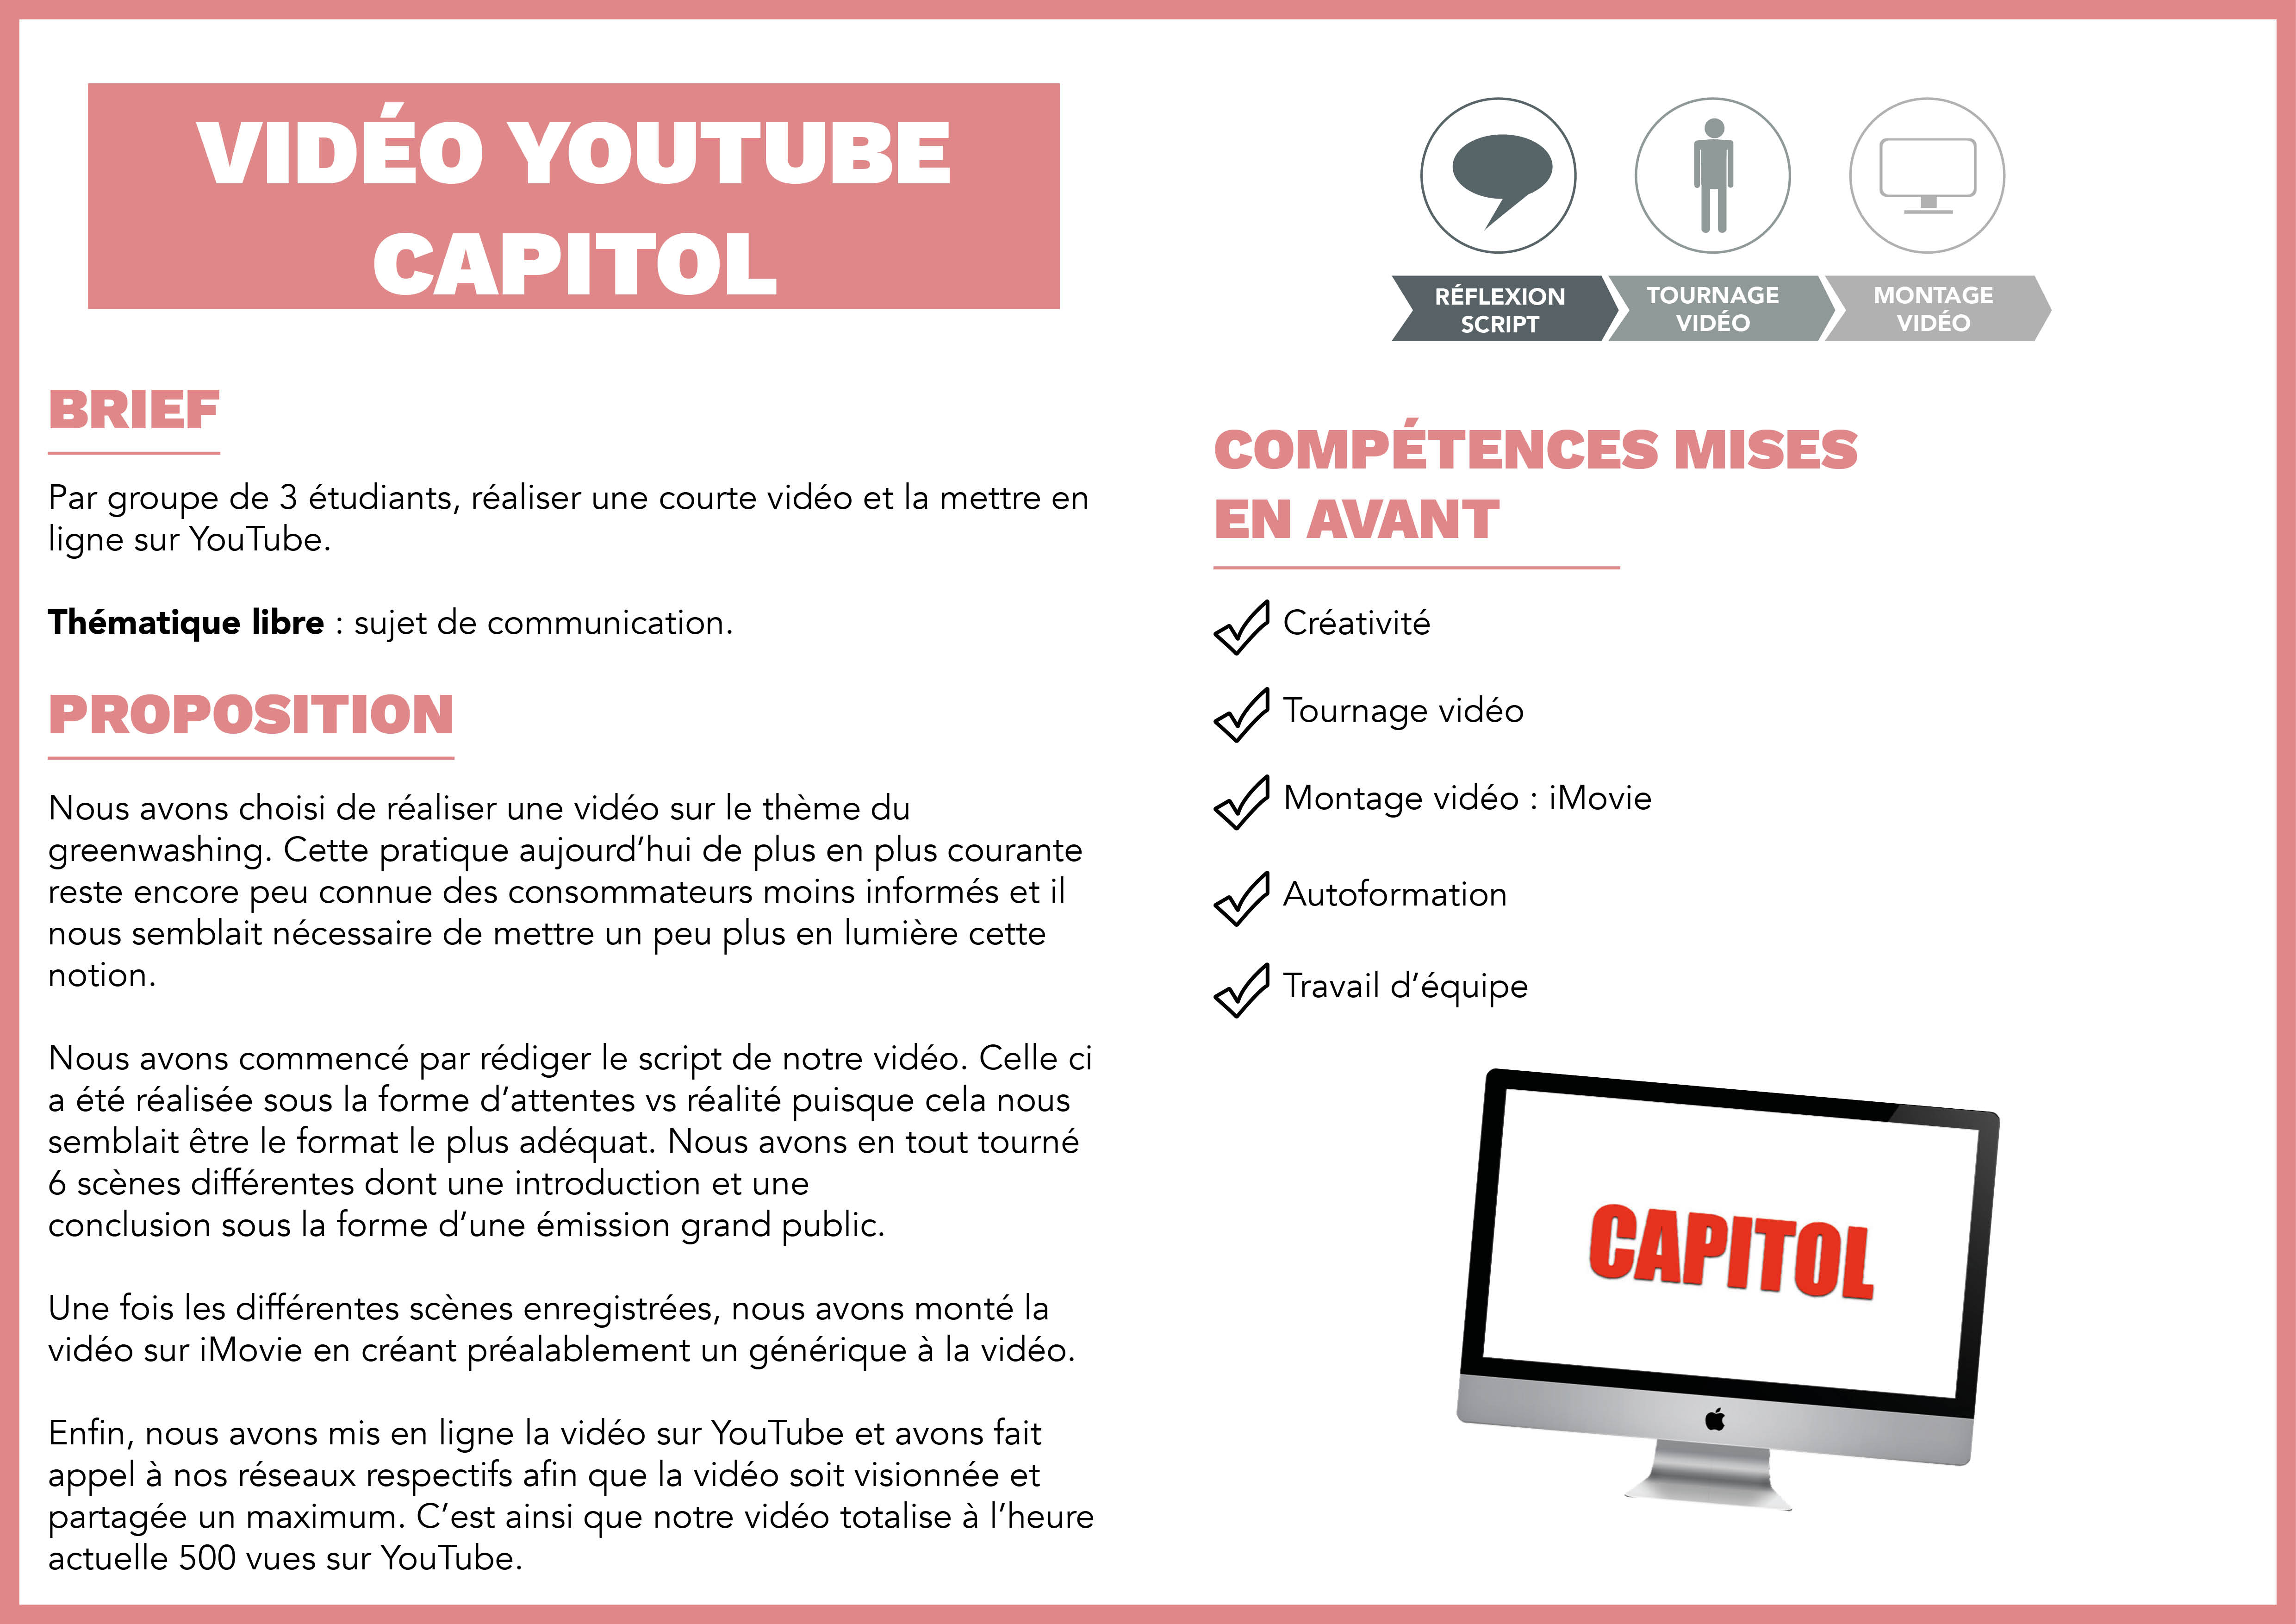 VIDÉO YOUTUBE
CAPITOL
BRIEF
Par groupe de 3 étudiants, réaliser une courte vidéo et la mettre en
ligne sur YouTube.
Thématique libre : sujet de communication.
PROPOSITION
Nous avons choisi de réaliser une vidéo sur le thème du
greenwashing. Cette pratique aujourd’hui de plus en plus courante
reste encore peu connue des consommateurs moins informés et il
nous semblait nécessaire de mettre un peu plus en lumière cette
notion.
Nous avons commencé par rédiger le script de notre vidéo. Celle ci
a été réalisée sous la forme d’attentes vs réalité puisque cela nous
semblait être le format le plus adéquat. Nous avons en tout tourné
6 scènes différentes dont une introduction et une
conclusion sous la forme d’une émission grand public.
Une fois les différentes scènes enregistrées, nous avons monté la
vidéo sur iMovie en créant préalablement un générique à la vidéo.
Enfin, nous avons mis en ligne la vidéo sur YouTube et avons fait
appel à nos réseaux respectifs afin que la vidéo soit visionnée et
partagée un maximum. C’est ainsi que notre vidéo totalise à l’heure
actuelle 500 vues sur YouTube.
RÉFLEXION
SCRIPT
TOURNAGE
VIDÉO
MONTAGE
VIDÉO
COMPÉTENCES MISES
EN AVANT
Créativité
Tournage vidéo
Montage vidéo : iMovie
Autoformation
Travail d’équipe
CAPITOL